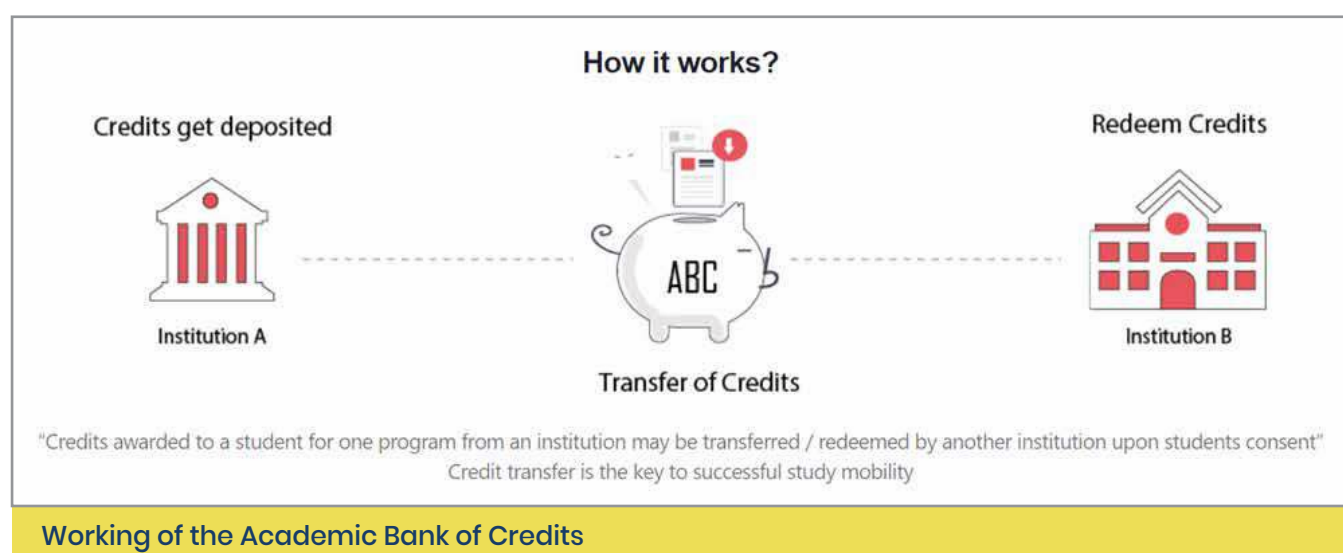 How it works?
Credits get deposited
Redeem Credits
ABC
Institution A
Institution B
Transfer of Credits
"Credits awarded to a student for one program from an institution may be transferred / redeemed by another institution upon students consent"
Credit transfer is the key to successful study mobility
Working of the Academic Bank of Credits